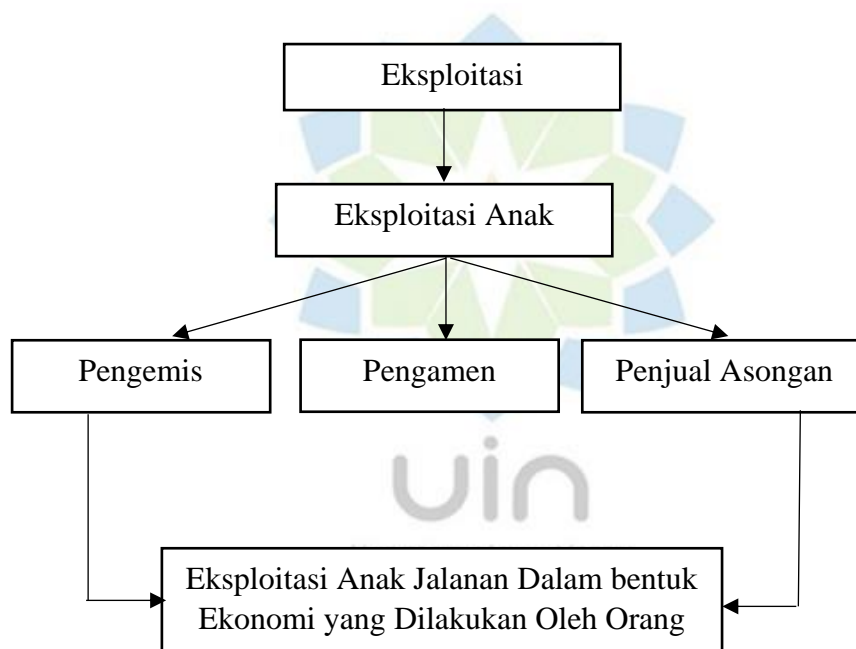 Eksploitasi
Eksploitasi Anak
Pengemis
Pengamen
Penjual Asongan
uin
Eksploitasi Anak Jalanan Dalam bentuk
Ekonomi yang Dilakukan Oleh Orang